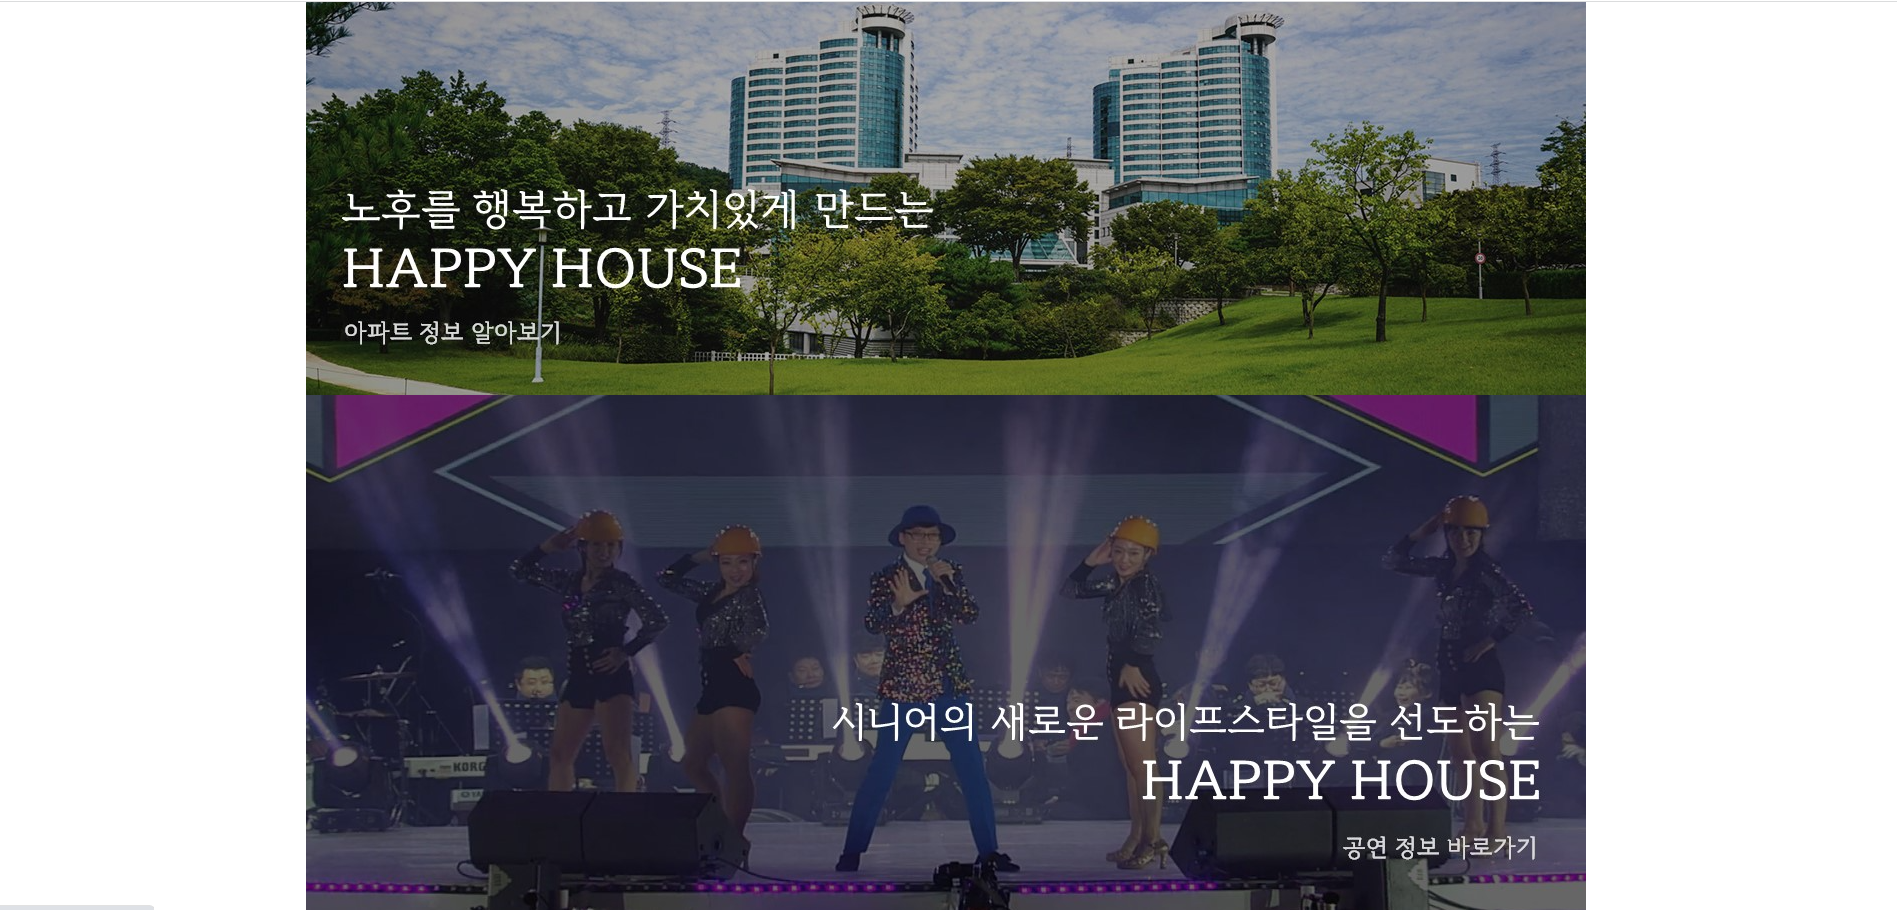 노후를 행복하고 가치있게 만드는
HAPPY HOUSE
아파트 정보 알아보기
KORG
시니어의 새로운 라이프스타일을 선도하는
HAPPY HOUSE
공연 정보 바로가기